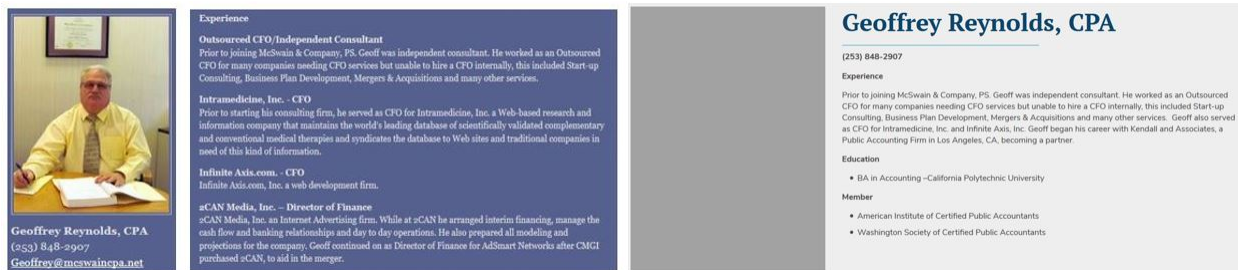 Geoffrey Reynolds, CPA
(253) 848-2907
Geoffrey@mcswaincpa.net
Experience
Outsourced CFO/Independent Consultant
Prior to joining McSwain & Company, PS. Geoff was independent consultant. He worked as an Outsourced
CFO for many companies needing CFO services but unable to hire a CFO internally, this included Start-up
Consulting, Business Plan Development, Mergers & Acquisitions and many other services.
Intramedicine, Inc. - CFO
Prior to starting his consulting firm, he served as CFO for Intramedicine, Inc. a Web-based research and
information company that maintains the world's leading database of scientifically validated complementary
and conventional medical therapies and syndicates the database to Web sites and traditional companies in
need of this kind of information.
Infinite Axis.com. - CFO
Infinite Axis.com, Inc. a web development firm.
2CAN Media, Inc. – Director of Finance
2CAN Media, Inc. an Internet Advertising firm. While at 2CAN he arranged interim financing, manage the
cash flow and banking relationships and day to day operations. He also prepared all modeling and
projections for the company. Geoff continued on as Director of Finance for AdSmart Networks after CMGI
purchased 2CAN, to aid in the merger.
Geoffrey Reynolds, CPA
(253) 848-2907
Experience
Prior to joining McSwain & Company, PS. Geoff was independent consultant. He worked as an Outsourced
CFO for many companies needing CFO services but unable to hire a CFO internally, this included Start-up
Consulting, Business Plan Development, Mergers & Acquisitions and many other services. Geoff also served
as CFO for Intramedicine, Inc. and Infinite Axis, Inc. Geoff began his career with Kendall and Associates, a
Public Accounting Firm in Los Angeles, CA, becoming a partner.
Education
• BA in Accounting –California Polytechnic University
Member
• American Institute of Certified Public Accountants
• Washington Society of Certified Public Accountants